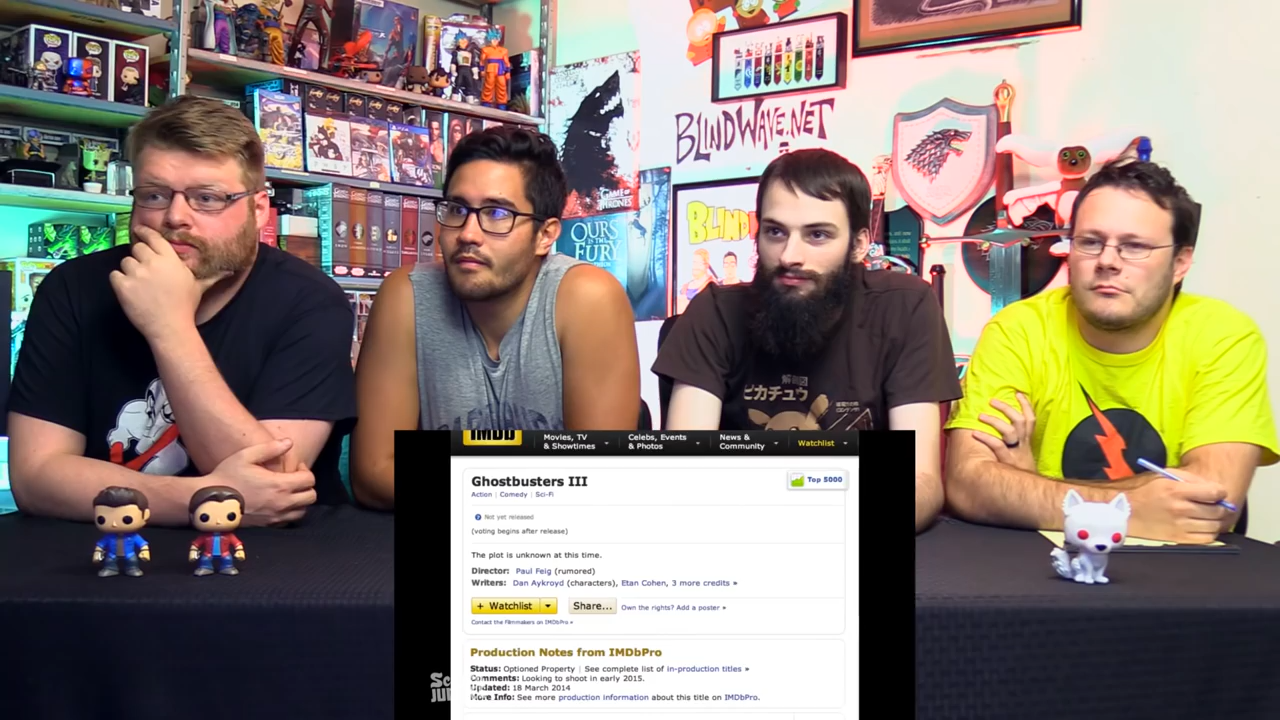 BLINDWAVE.NET
GAME OF
THRONES
OURS
IS THE
FURY
BLIND
解剖図
ピカチュウ
IMDb
Movies, TV
& Showtimes
Celebs, Events
& Photos
News &
Community
Watchlist
Ghostbusters III
Top 5000
Action | Comedy | Sci-Fi
Not yet released
(voting begins after release)
The plot is unknown at this time.
Director: Paul Feig (rumored)
Writers: Dan Aykroyd (characters), Etan Cohen, 3 more credits »
+ Watchlist
Share...
Own the rights? Add a poster »
Contact the Filmmakers on IMDbPro »
Production Notes from IMDbPro
Status: Optioned Property | See complete list of in-production titles »
Comments: Looking to shoot in early 2015.
Updated: 18 March 2014
More Info: See more production information about this title on IMDbPro.